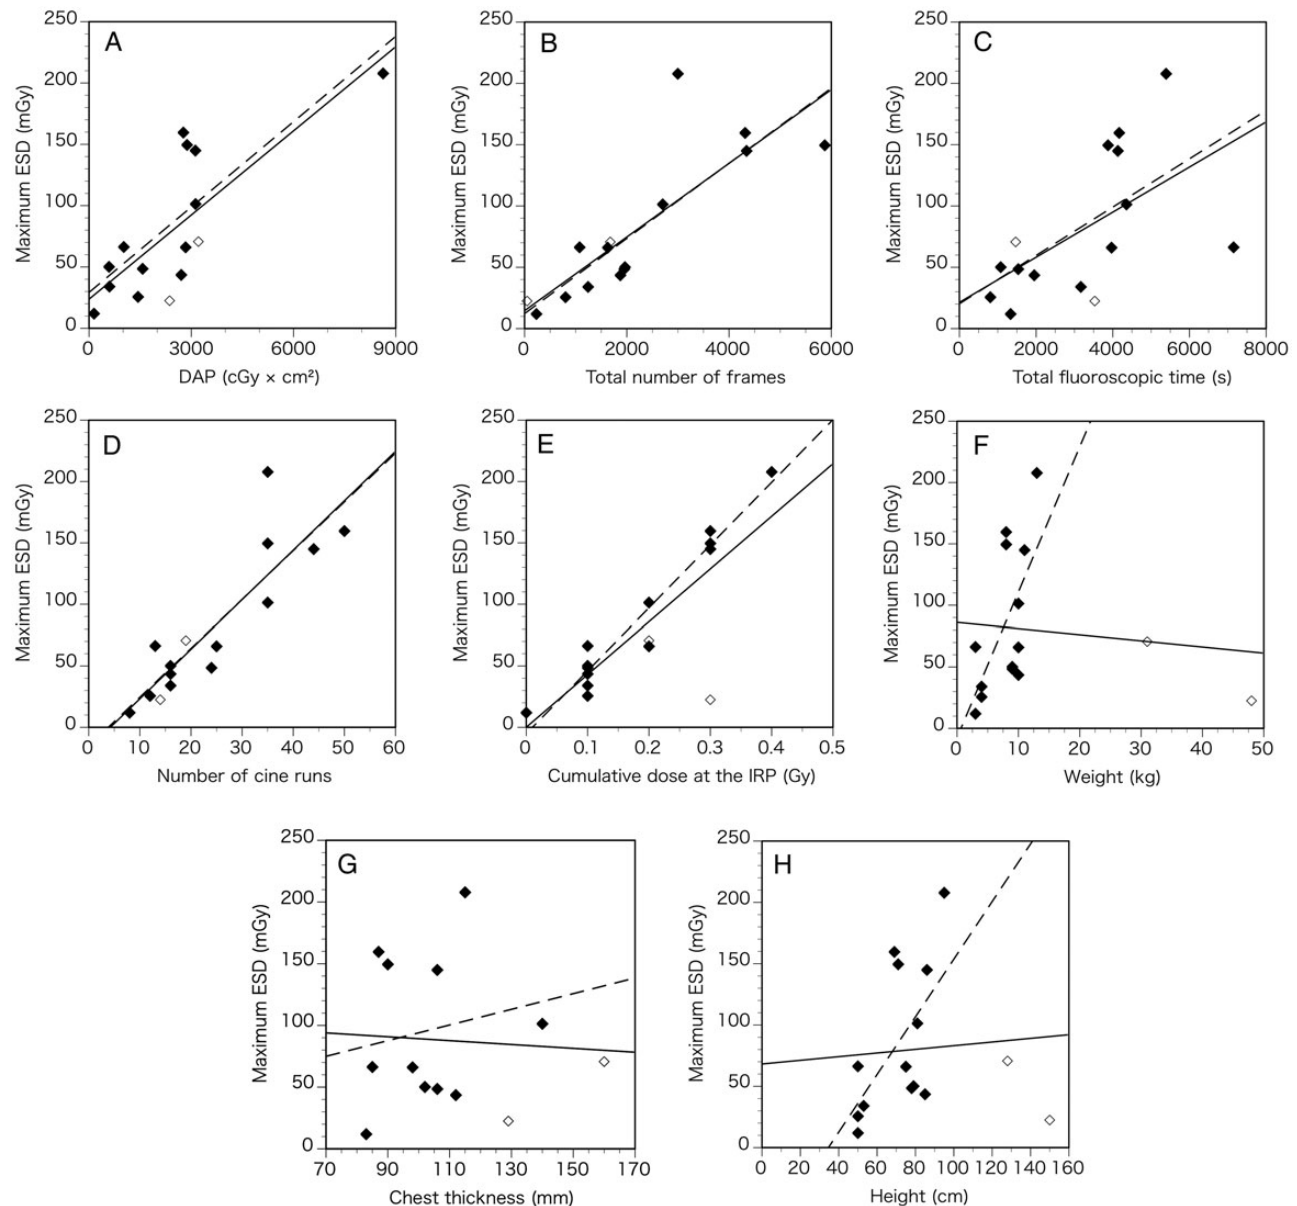 A
Maximum ESD (mGy)
250
200
150
100
50
0
0 3000 6000 9000
DAP (cGy × cm²)
B
Maximum ESD (mGy)
250
200
150
100
50
0
0 2000 4000 6000
Total number of frames
C
Maximum ESD (mGy)
250
200
150
100
50
0
0 2000 4000 6000 8000
Total fluoroscopic time (s)
D
Maximum ESD (mGy)
250
200
150
100
50
0
0 10 20 30 40 50 60
Number of cine runs
E
Maximum ESD (mGy)
250
200
150
100
50
0
0 0.1 0.2 0.3 0.4 0.5
Cumulative dose at the IRP (Gy)
F
Maximum ESD (mGy)
250
200
150
100
50
0
0 10 20 30 40 50
Weight (kg)
G
Maximum ESD (mGy)
250
200
150
100
50
0
70 90 110 130 150 170
Chest thickness (mm)
H
Maximum ESD (mGy)
250
200
150
100
50
0
0 20 40 60 80 100 120 140 160
Height (cm)